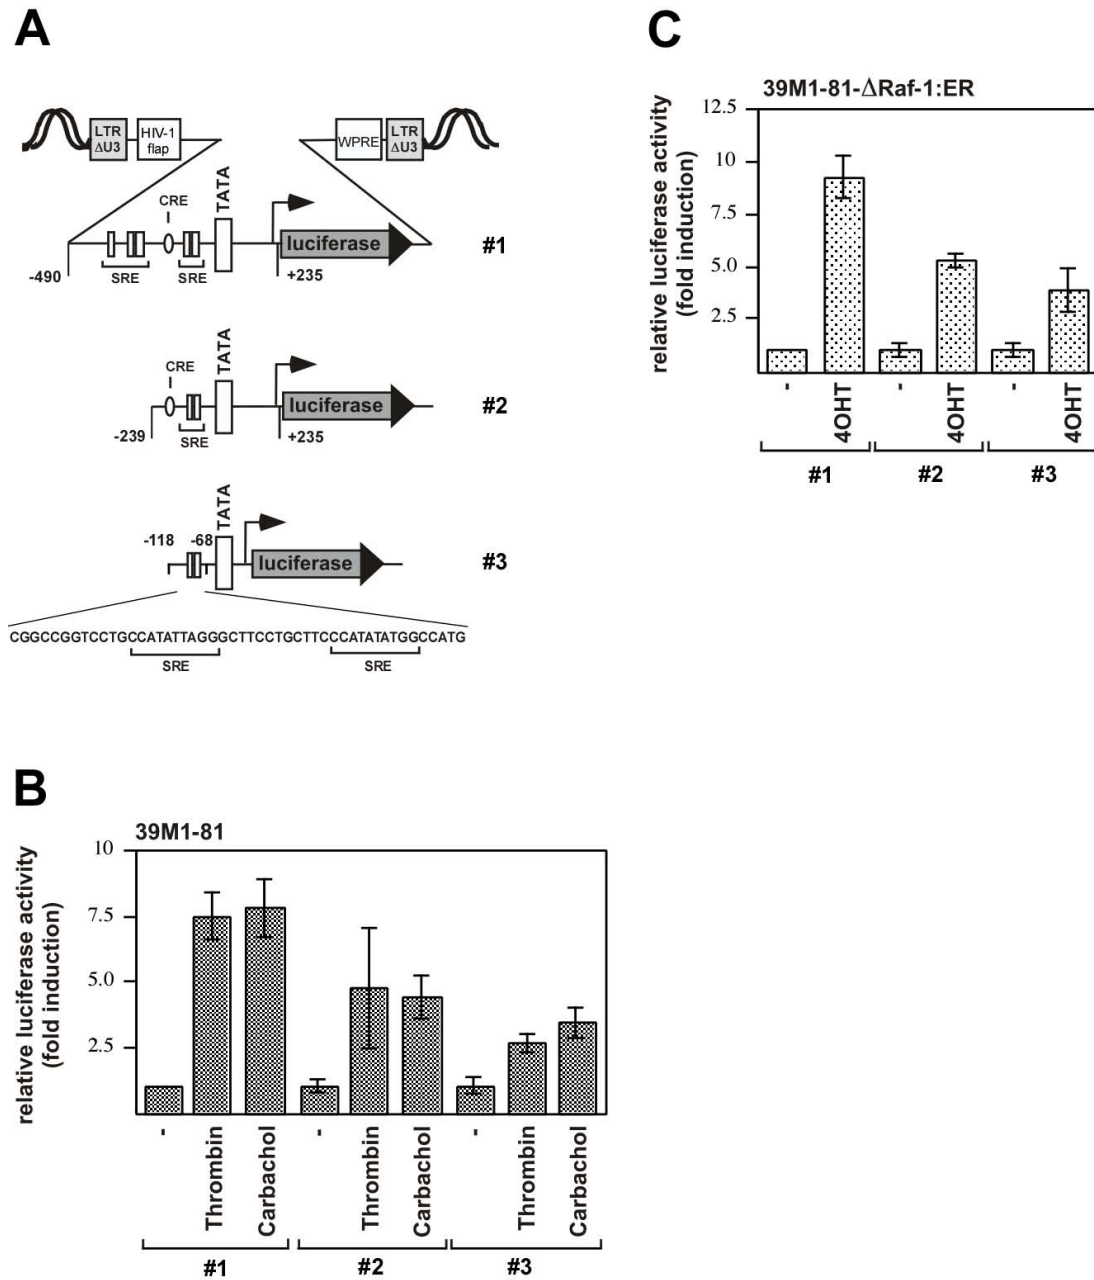 A
LTR
ΔU3
HIV-1
flap
WPRE
LTR
ΔU3
CRE
TATA
luciferase
#1
-490
SRE
SRE
+235
CRE
TATA
luciferase
#2
-239
SRE
+235
TATA
-118
-68
luciferase
#3
CGGCCGGTCCTGCCATATTAGGGCTTCCTGCTTCCCATATATGGCCATG
SRE
SRE
B
39M1-81
relative luciferase activity
(fold induction)
10
7.5
5.0
2.5
-
Thrombin
Carbachol
-
Thrombin
Carbachol
-
Thrombin
Carbachol
#1
#2
#3
C
39M1-81-ΔRaf-1:ER
relative luciferase activity
(fold induction)
12.5
10
7.5
5.0
2.5
-
4OHT
-
4OHT
-
4OHT
#1
#2
#3